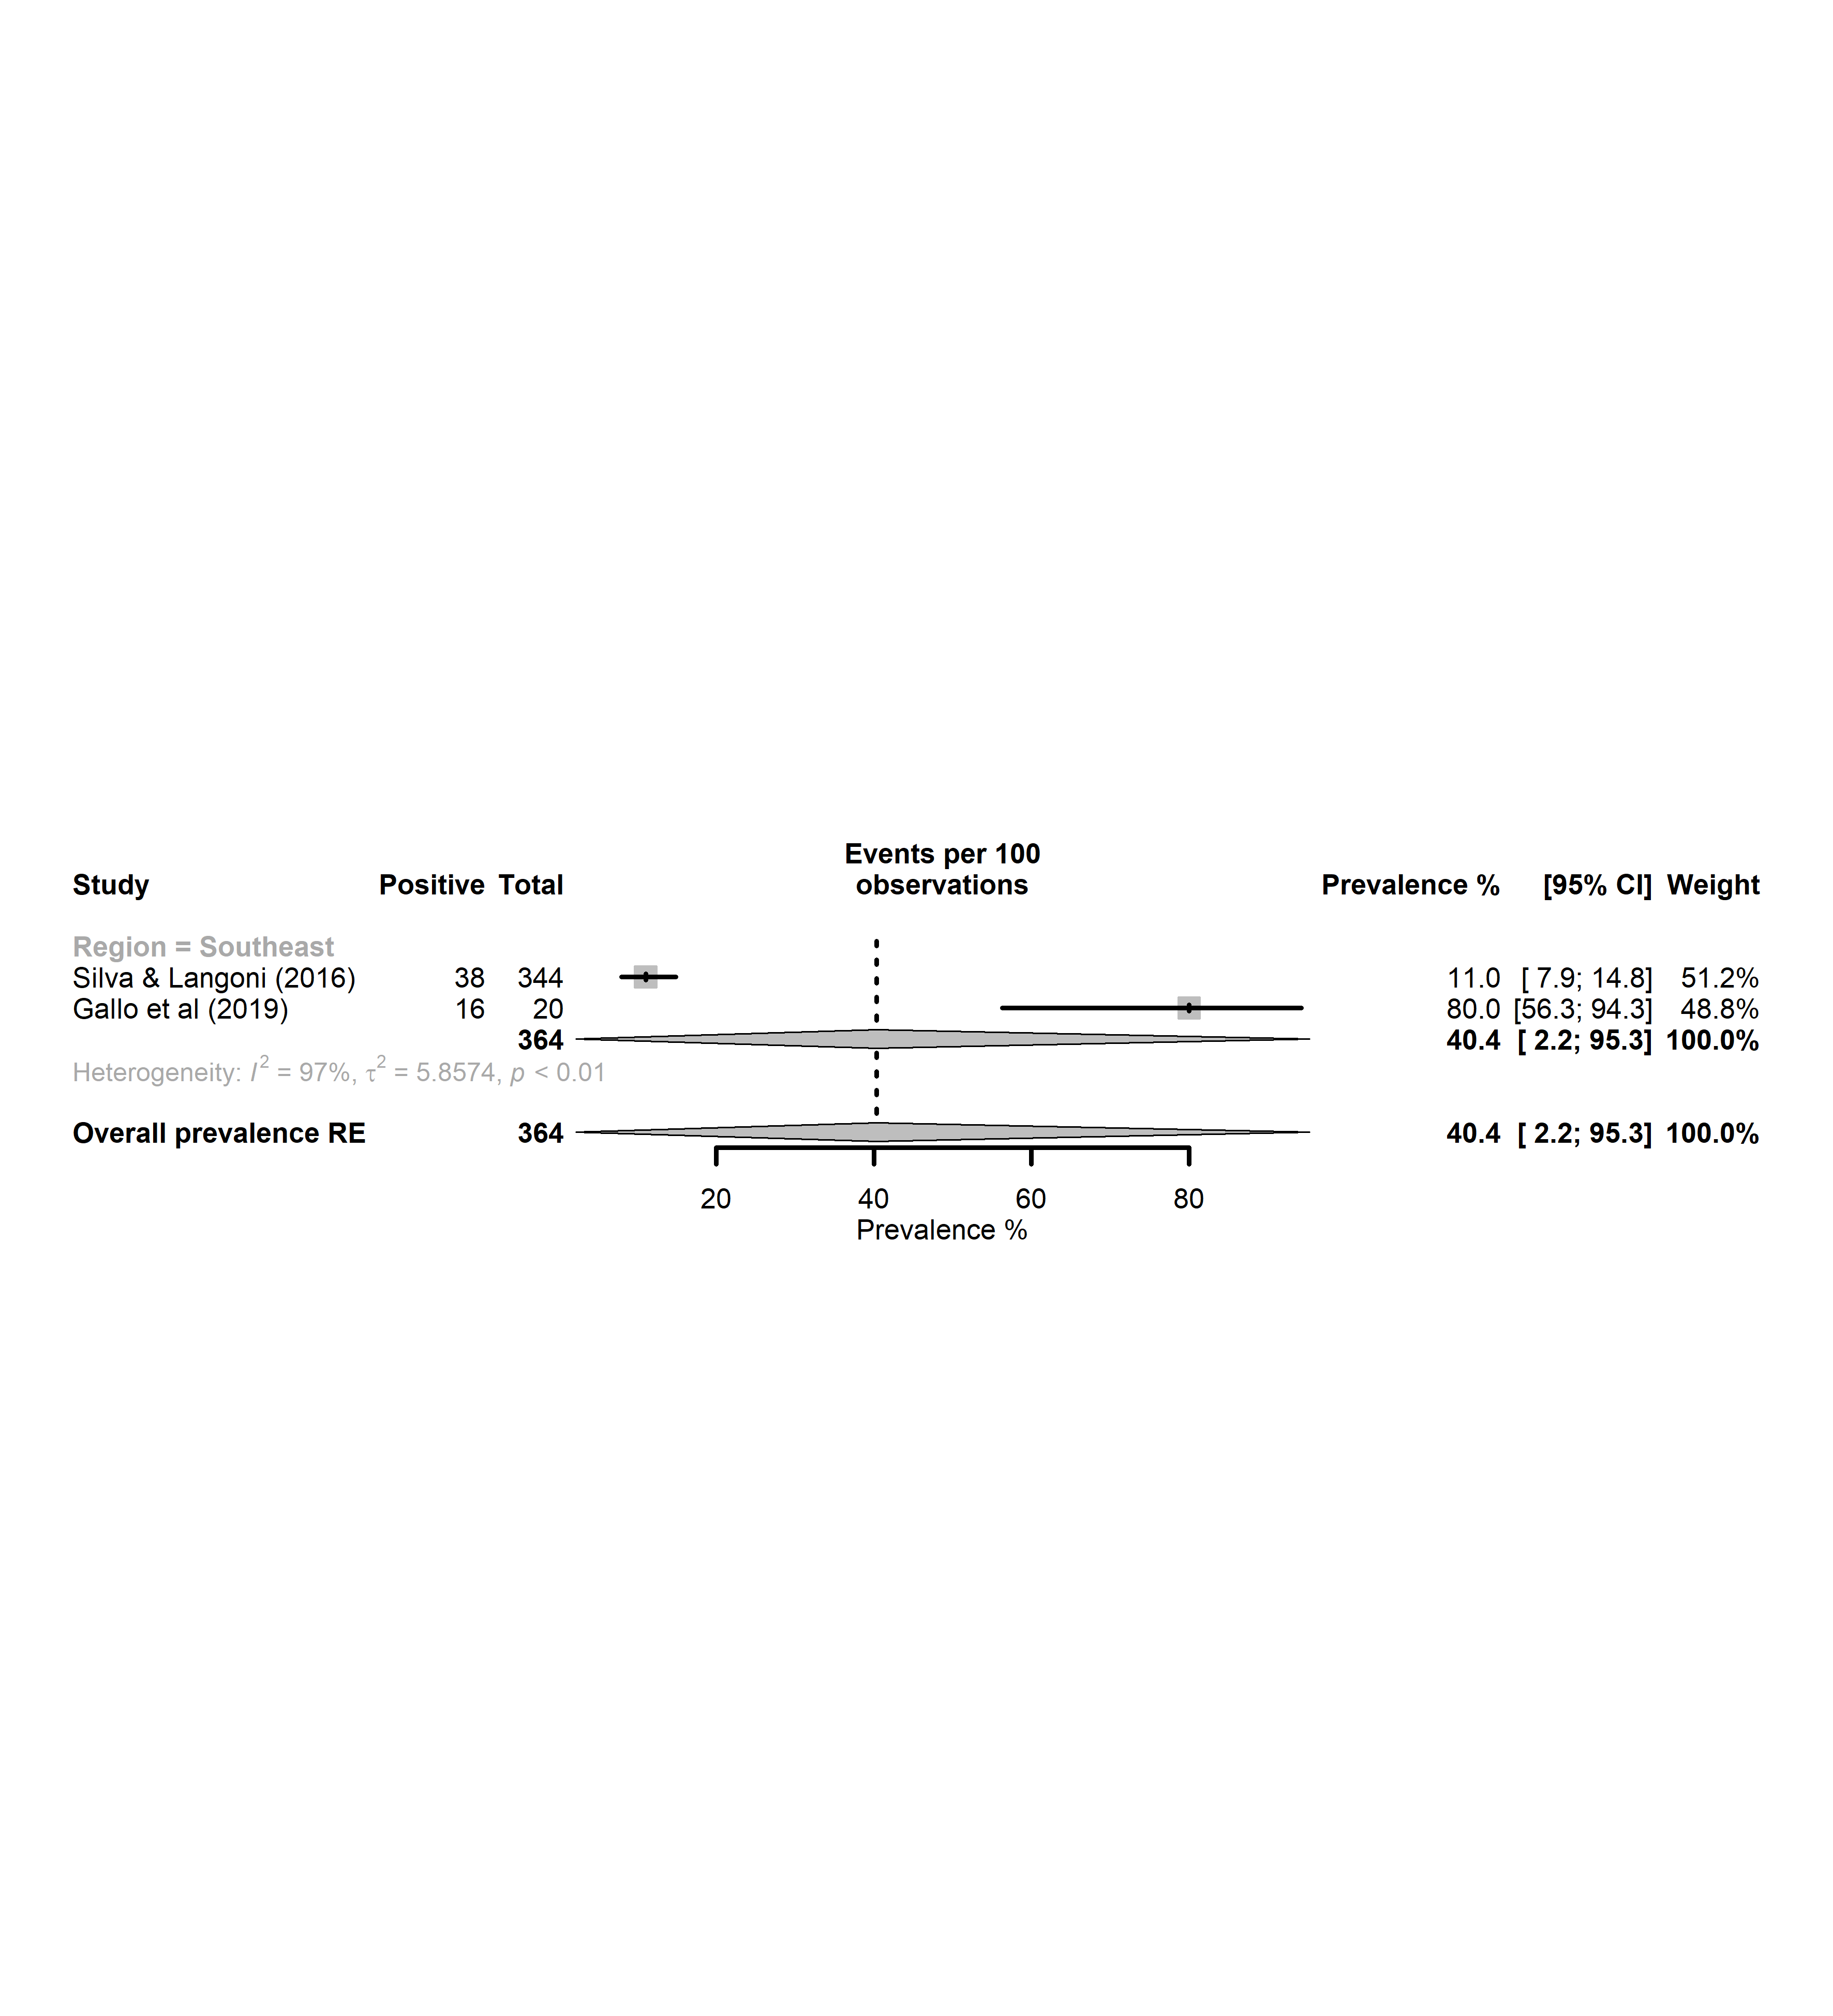 Events per 100
Study Positive Total observations Prevalence % [95% CI] Weight
Region = Southeast
Silva & Langoni (2016) 38 344 11.0 [ 7.9; 14.8] 51.2%
Gallo et al (2019) 16 20 80.0 [56.3; 94.3] 48.8%
364 40.4 [ 2.2; 95.3] 100.0%
Heterogeneity: I² = 97%, τ² = 5.8574, p < 0.01
Overall prevalence RE 364 40.4 [ 2.2; 95.3] 100.0%
20 40 60 80
Prevalence %